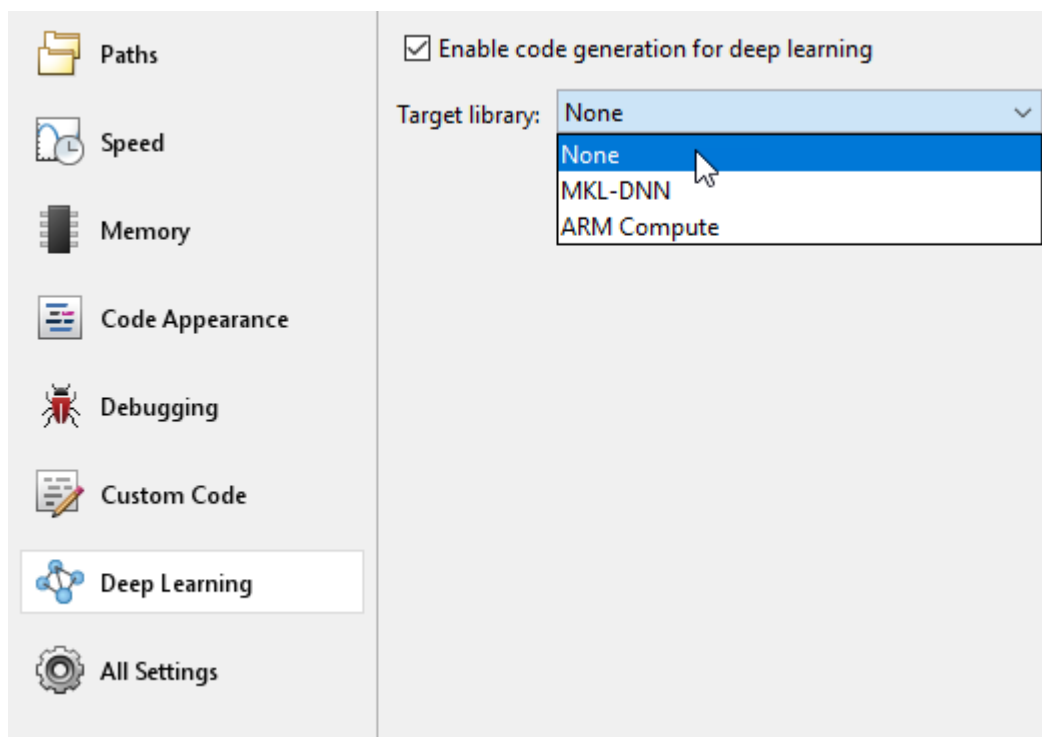 Paths
Speed
Memory
Code Appearance
Debugging
Custom Code
Deep Learning
All Settings
Enable code generation for deep learning
Target library: None
None
MKL-DNN
ARM Compute